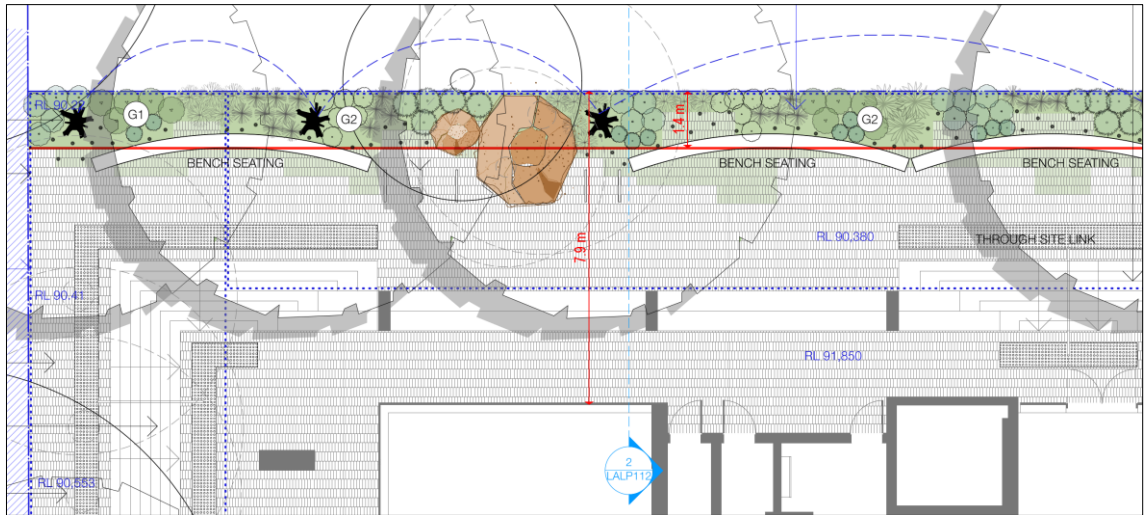 RL 90.28
G1
G2
1.4 m
G2
BENCH SEATING
BENCH SEATING
BENCH SEATING
RL 90,380
THROUGH SITE LINK
7.9 m
RL 90.41
RL 91,850
2
LALP112
RL 90,553